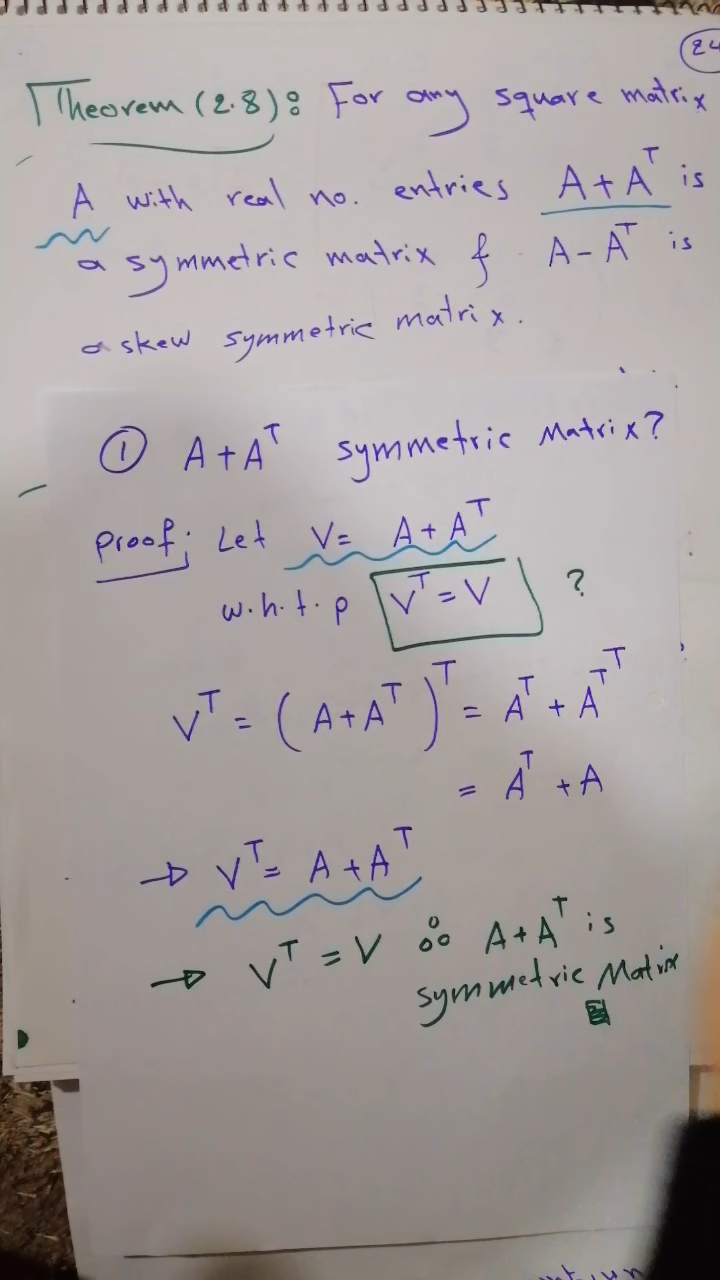 24
Theorem (2.8): For any square matrix
A with real no. entries A + Aᵀ is
a symmetric matrix & A - Aᵀ is
a skew symmetric matrix.
① A + Aᵀ symmetric Matrix?
Proof: Let V = A + Aᵀ
w.h.t.p Vᵀ = V ?
Vᵀ = (A + Aᵀ)ᵀ = Aᵀ + Aᵀᵀ
= Aᵀ + A
→ Vᵀ = A + Aᵀ
→ Vᵀ = V ∴ A + Aᵀ is
symmetric Matrix